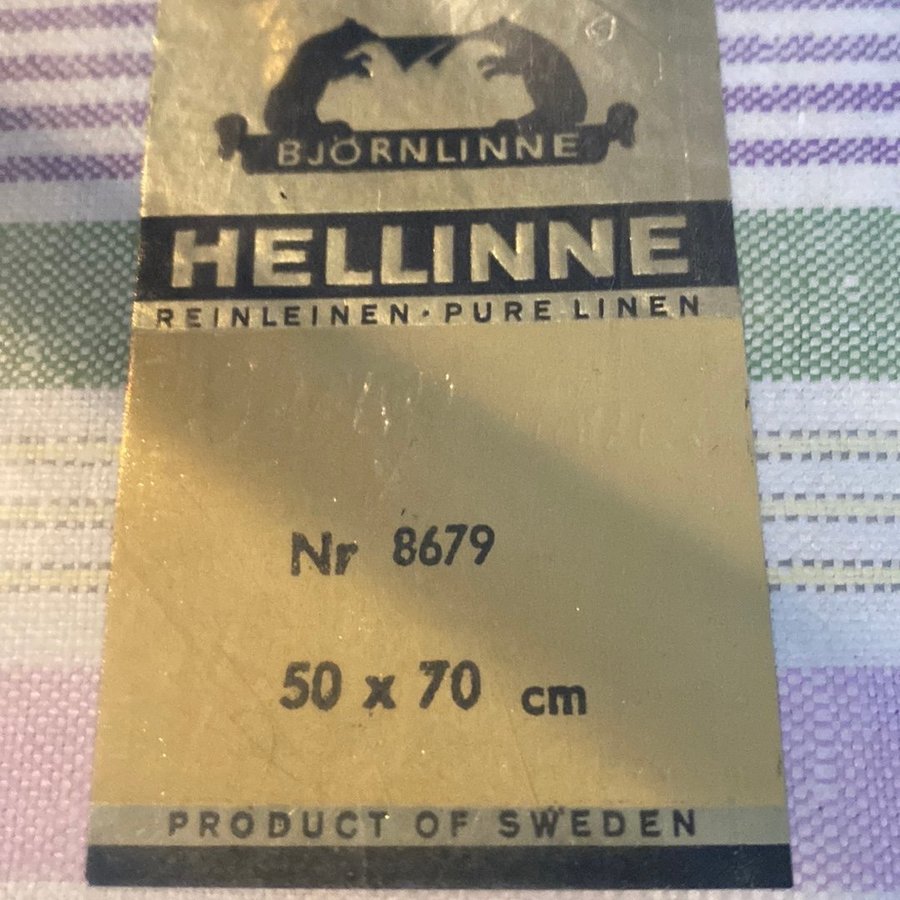 BJÖRNLINNE
HELLINNE
REINLEINEN · PURE LINEN
Nr 8679
50 x 70 cm
PRODUCT OF SWEDEN